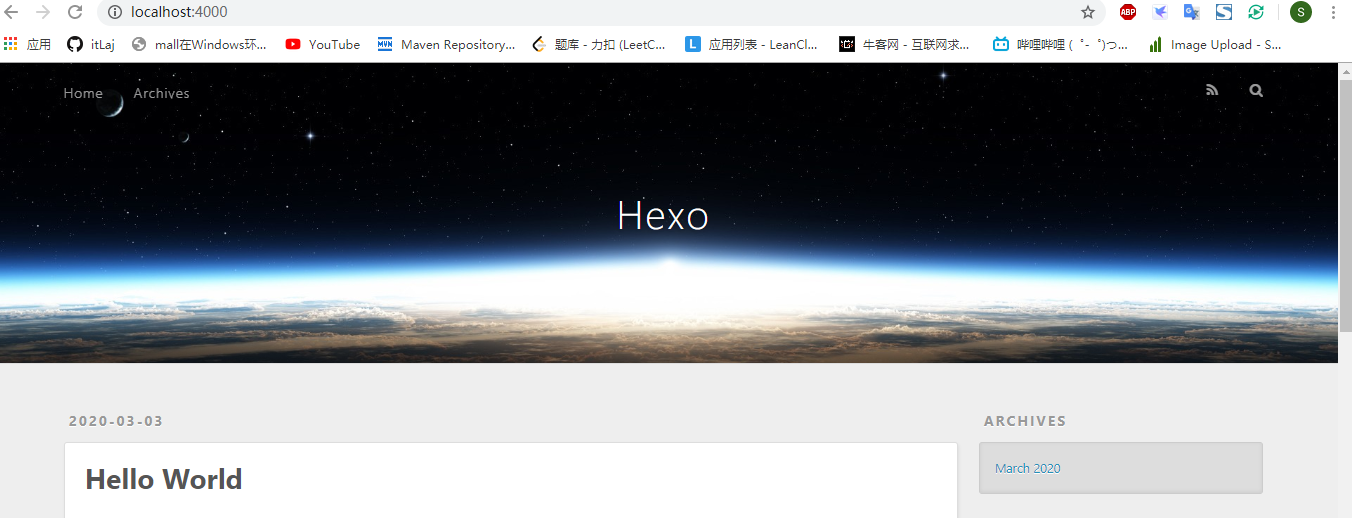 localhost:4000
ABP
S
应用
itLaj
mall在Windows环...
YouTube
MVN
Maven Repository...
题库 - 力扣 (LeetC...
L
应用列表 - LeanCl...
牛客网 - 互联网求...
哔哩哔哩 ( ゜- ゜)つ...
Image Upload - S...
Home
Archives
Hexo
2020-03-03
ARCHIVES
Hello World
March 2020